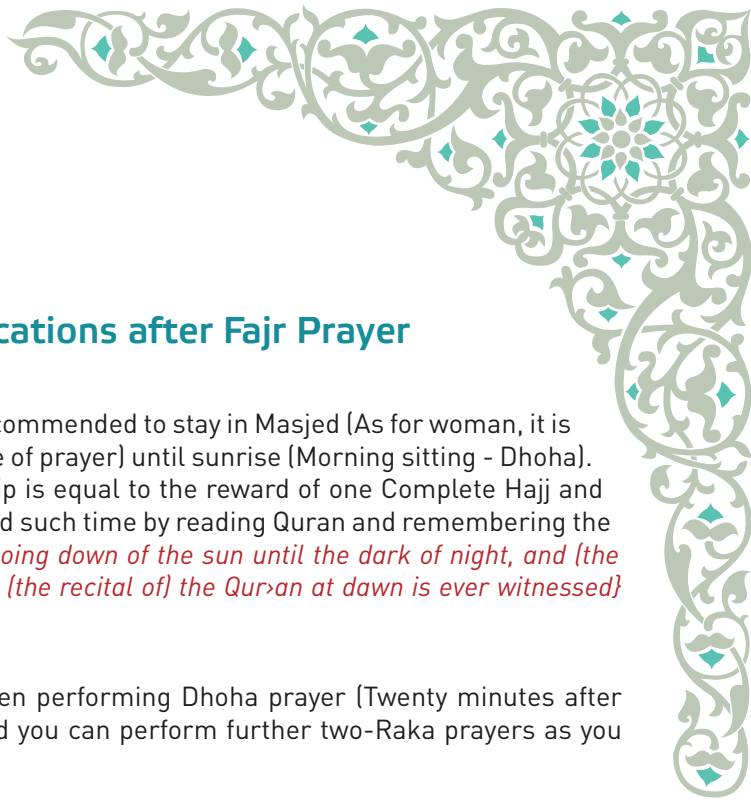 cations after Fajr Prayer
commended to stay in Masjed (As for woman, it is
e of prayer) until sunrise (Morning sitting - Dhoha).
ip is equal to the reward of one Complete Hajj and
d such time by reading Quran and remembering the
oing down of the sun until the dark of night, and (the
(the recital of) the Qur›an at dawn is ever witnessed}
en performing Dhoha prayer (Twenty minutes after
d you can perform further two-Raka prayers as you